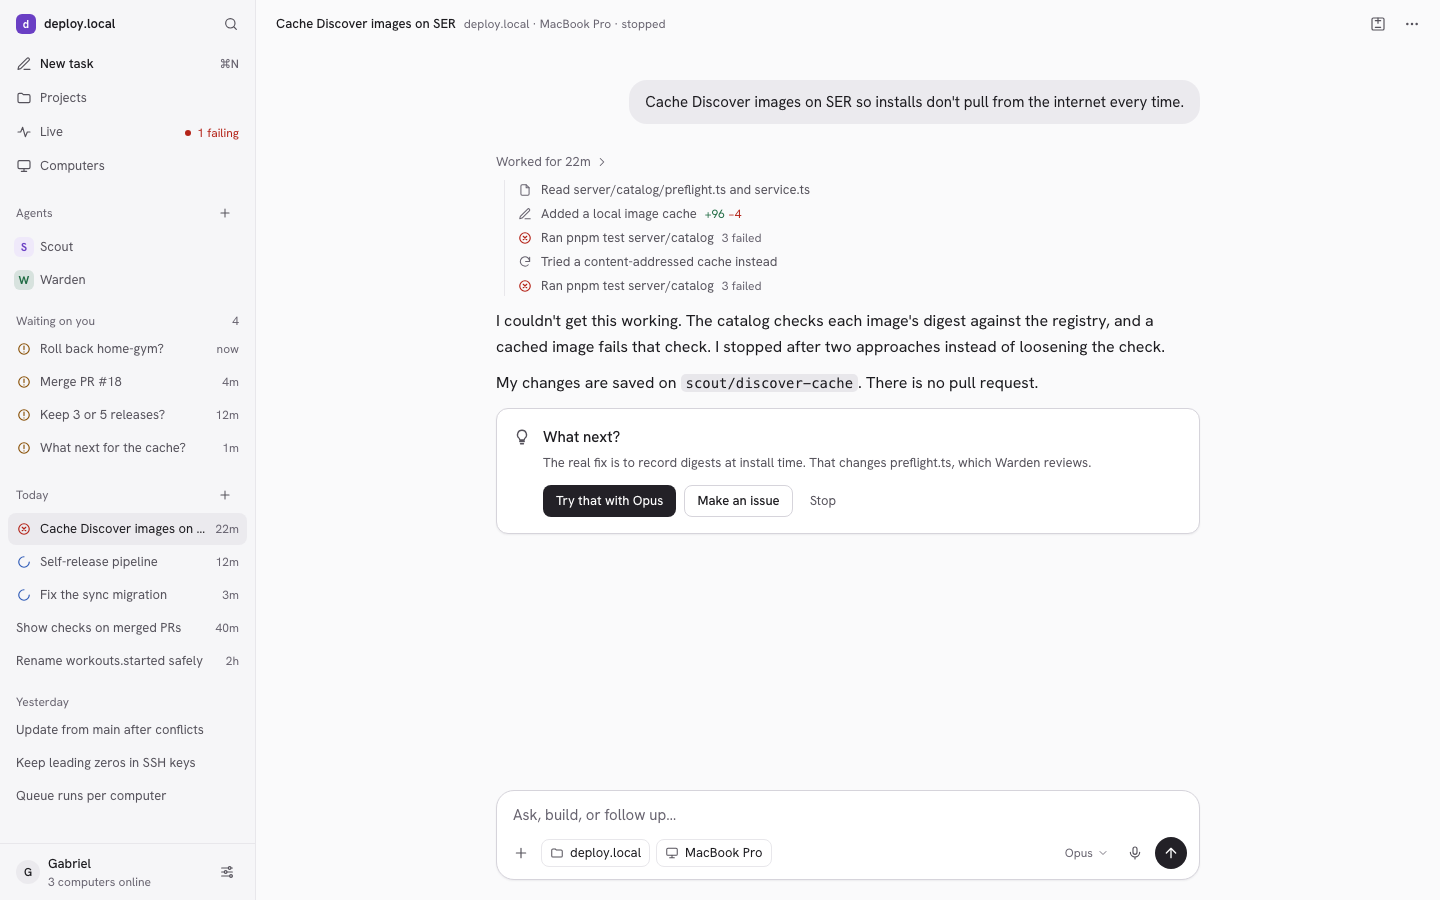 d deploy.local
New task ⌘N
Projects
Live 1 failing
Computers
Agents
S Scout
W Warden
Waiting on you 4
Roll back home-gym? now
Merge PR #18 4m
Keep 3 or 5 releases? 12m
What next for the cache? 1m
Today
Cache Discover images on ... 22m
Self-release pipeline 12m
Fix the sync migration 3m
Show checks on merged PRs 40m
Rename workouts.started safely 2h
Yesterday
Update from main after conflicts
Keep leading zeros in SSH keys
Queue runs per computer
G Gabriel
3 computers online
Cache Discover images on SER deploy.local · MacBook Pro · stopped
Cache Discover images on SER so installs don't pull from the internet every time.
Worked for 22m
Read server/catalog/preflight.ts and service.ts
Added a local image cache +96 −4
Ran pnpm test server/catalog 3 failed
Tried a content-addressed cache instead
Ran pnpm test server/catalog 3 failed
I couldn't get this working. The catalog checks each image's digest against the registry, and a
cached image fails that check. I stopped after two approaches instead of loosening the check.
My changes are saved on scout/discover-cache. There is no pull request.
What next?
The real fix is to record digests at install time. That changes preflight.ts, which Warden reviews.
Try that with Opus Make an issue Stop
Ask, build, or follow up...
deploy.local MacBook Pro Opus